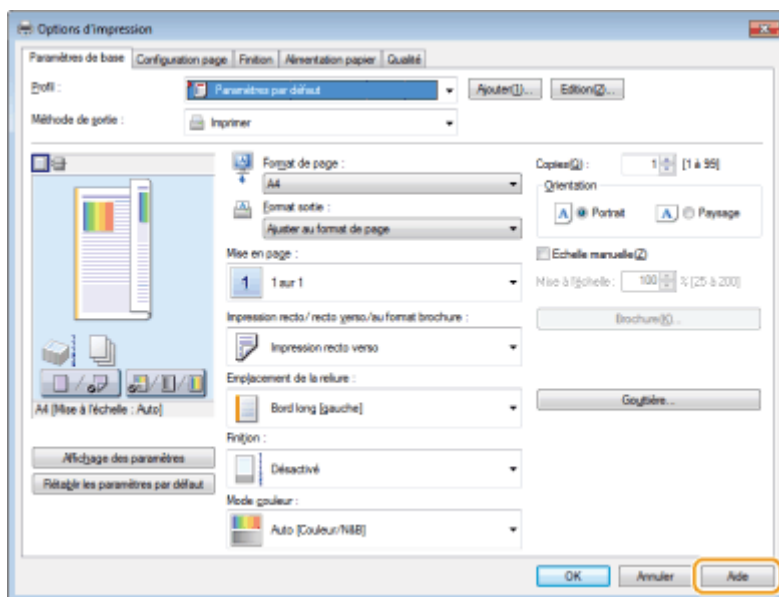 Options d'impression
Paramètres de base Configuration page Finition Alimentation papier Qualité
Profil : Paramètres par défaut Ajouter(1)... Edition(2)...
Méthode de sortie : Imprimer
Format de page : Copies(Q) : 1 [1 à 99]
A4
Orientation
Format sortie : A Portrait A Paysage
Ajuster au format de page
Mise en page : Echelle manuelle(Z)
1 1 sur 1 Mise à l'échelle : 100 % [25 à 200]
Impression recto/ recto verso/au format brochure : Brochure(K)...
Impression recto verso
Emplacement de la reliure :
A4 [Mise à l'échelle : Auto] Bord long [gauche] Gouttière...
Finition :
Affichage des paramètres Désactivé
Rétablir les paramètres par défaut
Mode couleur :
Auto [Couleur/N&B]
OK Annuler Aide